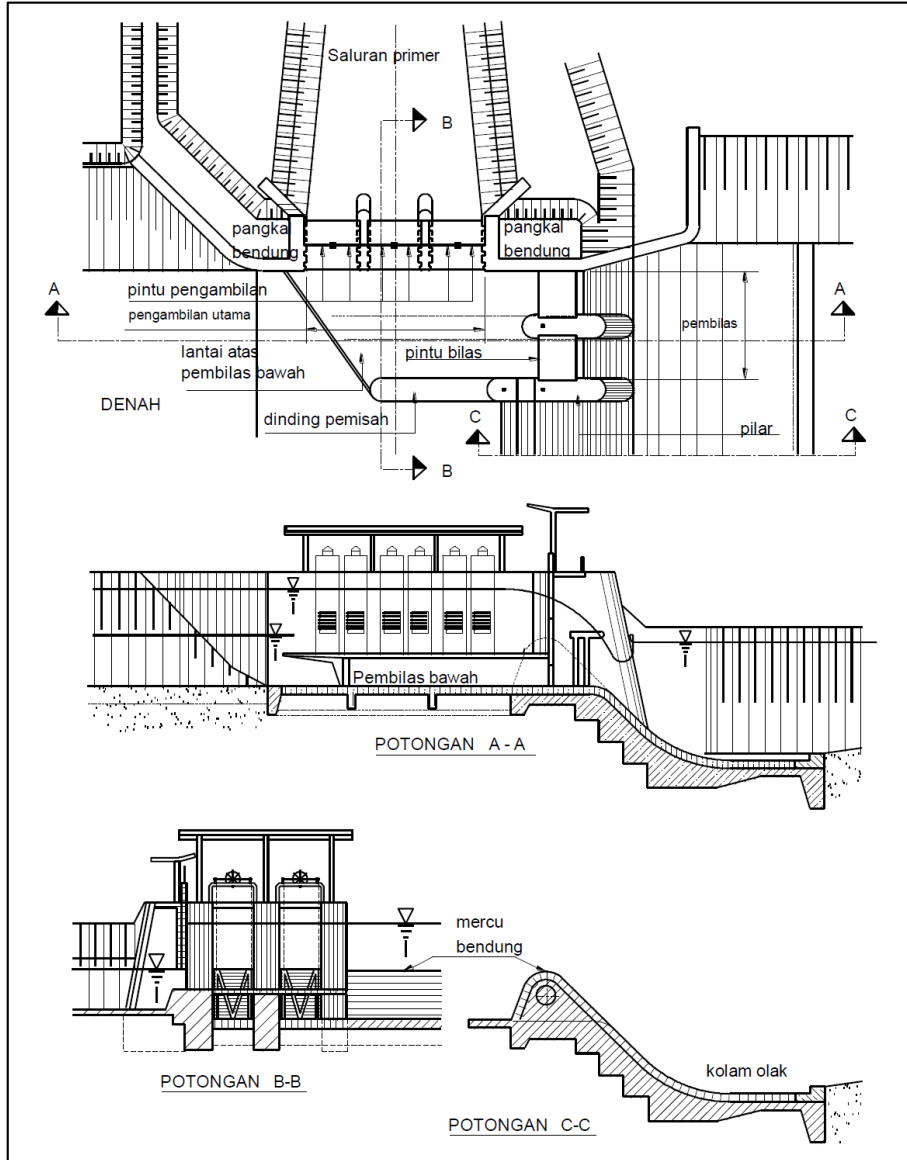 Saluran primer
B
pangkal
bendung
pangkal
bendung
A
pintu pengambilan
pengambilan utama
A
pembilas
lantai atas
pembilas bawah
pintu bilas
DENAH
dinding pemisah
C
pilar
C
B
Pembilas bawah
POTONGAN A - A
mercu
bendung
POTONGAN B-B
kolam olak
POTONGAN C-C